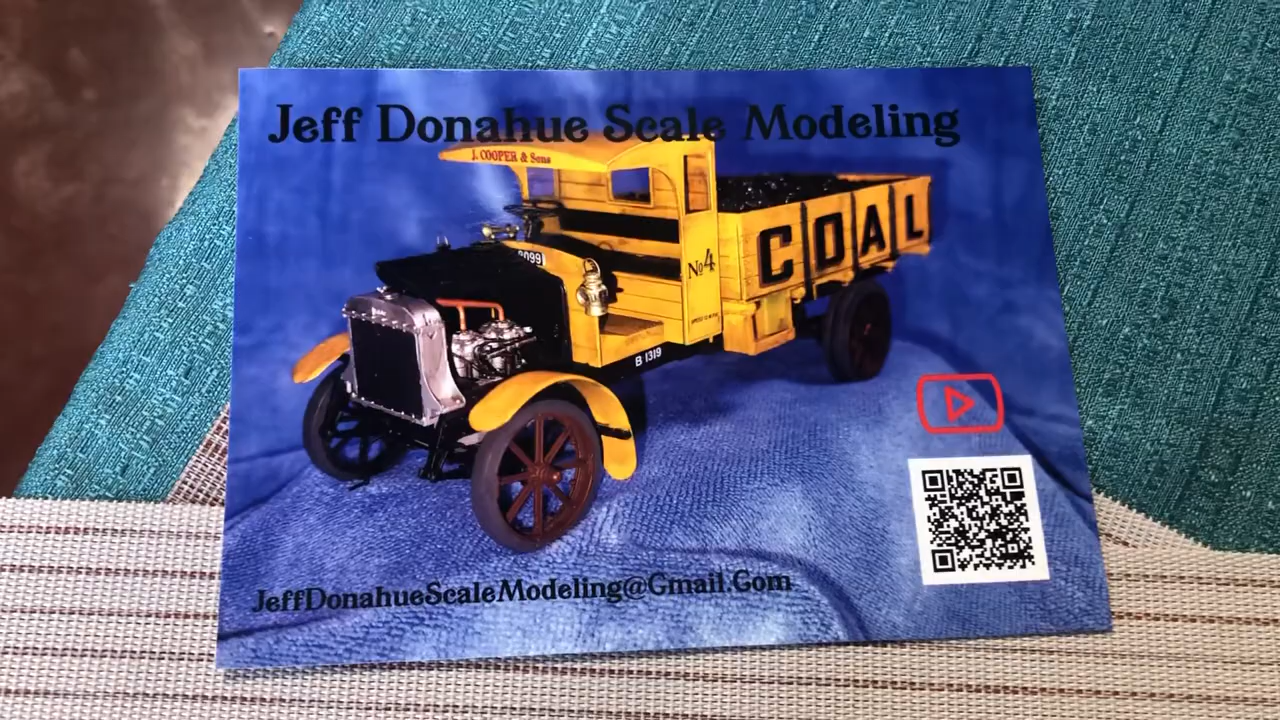 Jeff Donahue Scale Modeling
J. COOPER & Sons
COAL
No4
B 1319
JeffDonahueScaleModeling@Gmail.Com